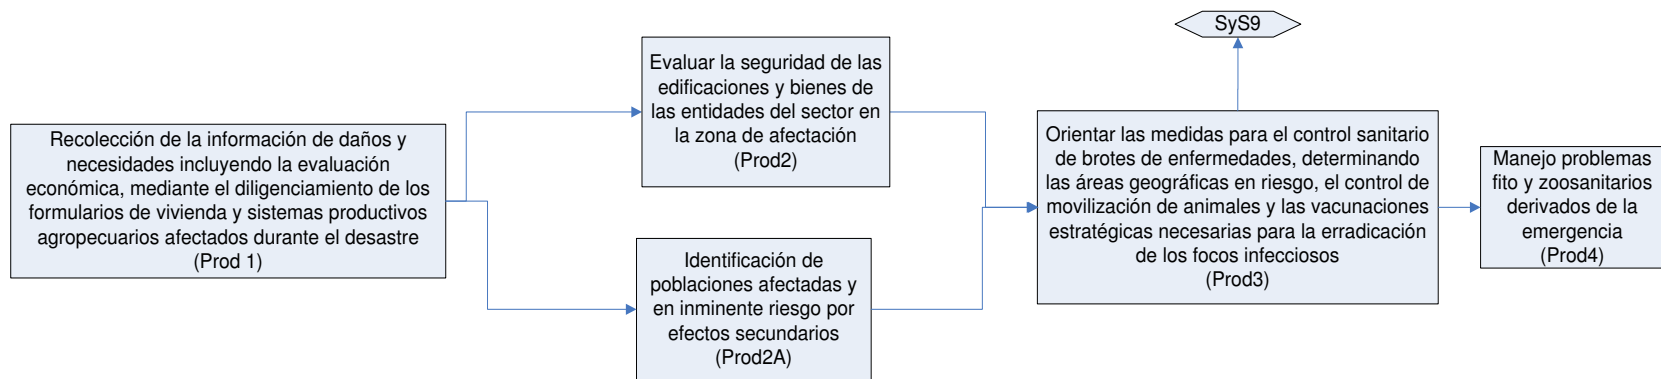 SyS9
Recolección de la información de daños y
necesidades incluyendo la evaluación
económica, mediante el diligenciamiento de los
formularios de vivienda y sistemas productivos
agropecuarios afectados durante el desastre
(Prod 1)
Evaluar la seguridad de las
edificaciones y bienes de
las entidades del sector en
la zona de afectación
(Prod2)
Identificación de
poblaciones afectadas y
en inminente riesgo por
efectos secundarios
(Prod2A)
Orientar las medidas para el control sanitario
de brotes de enfermedades, determinando
las áreas geográficas en riesgo, el control de
movilización de animales y las vacunaciones
estratégicas necesarias para la erradicación
de los focos infecciosos
(Prod3)
Manejo problemas
fito y zoosanitarios
derivados de la
emergencia
(Prod4)